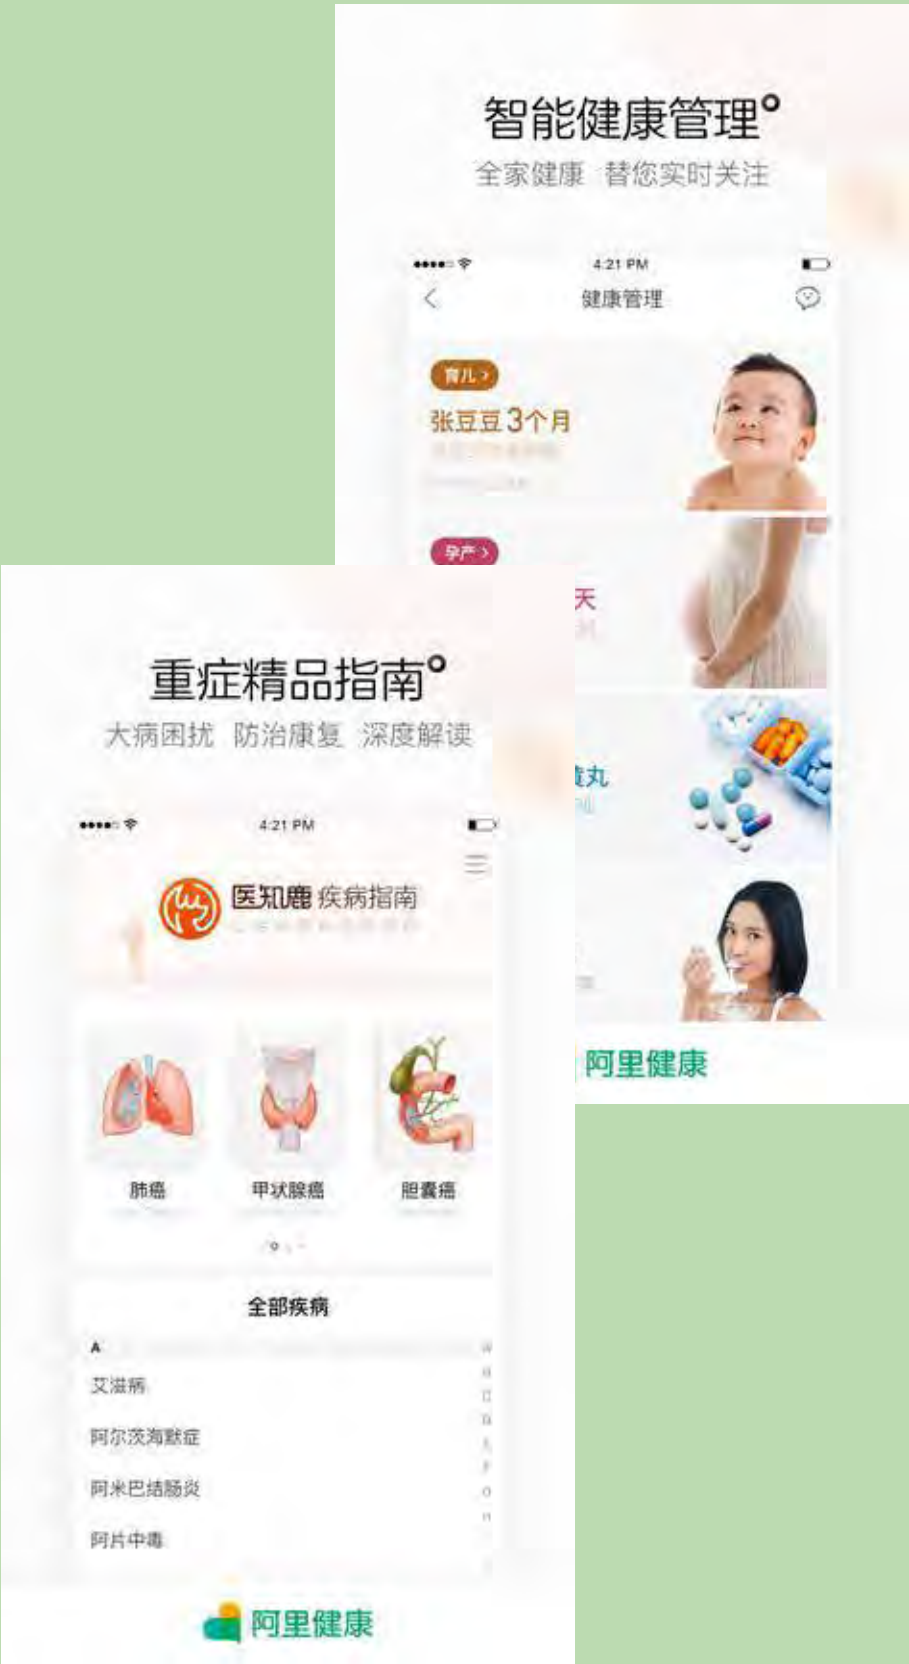 智能健康管理
全家健康 替您实时关注
4:21 PM
健康管理
育儿 >
张豆豆 3个月
孕产 >
天
丸
阿里健康
重症精品指南
大病困扰 防治康复 深度解读
4:21 PM
医知鹿 疾病指南
肺癌
甲状腺癌
胆囊癌
全部疾病
A
艾滋病
阿尔茨海默症
阿米巴结肠炎
阿片中毒
阿里健康